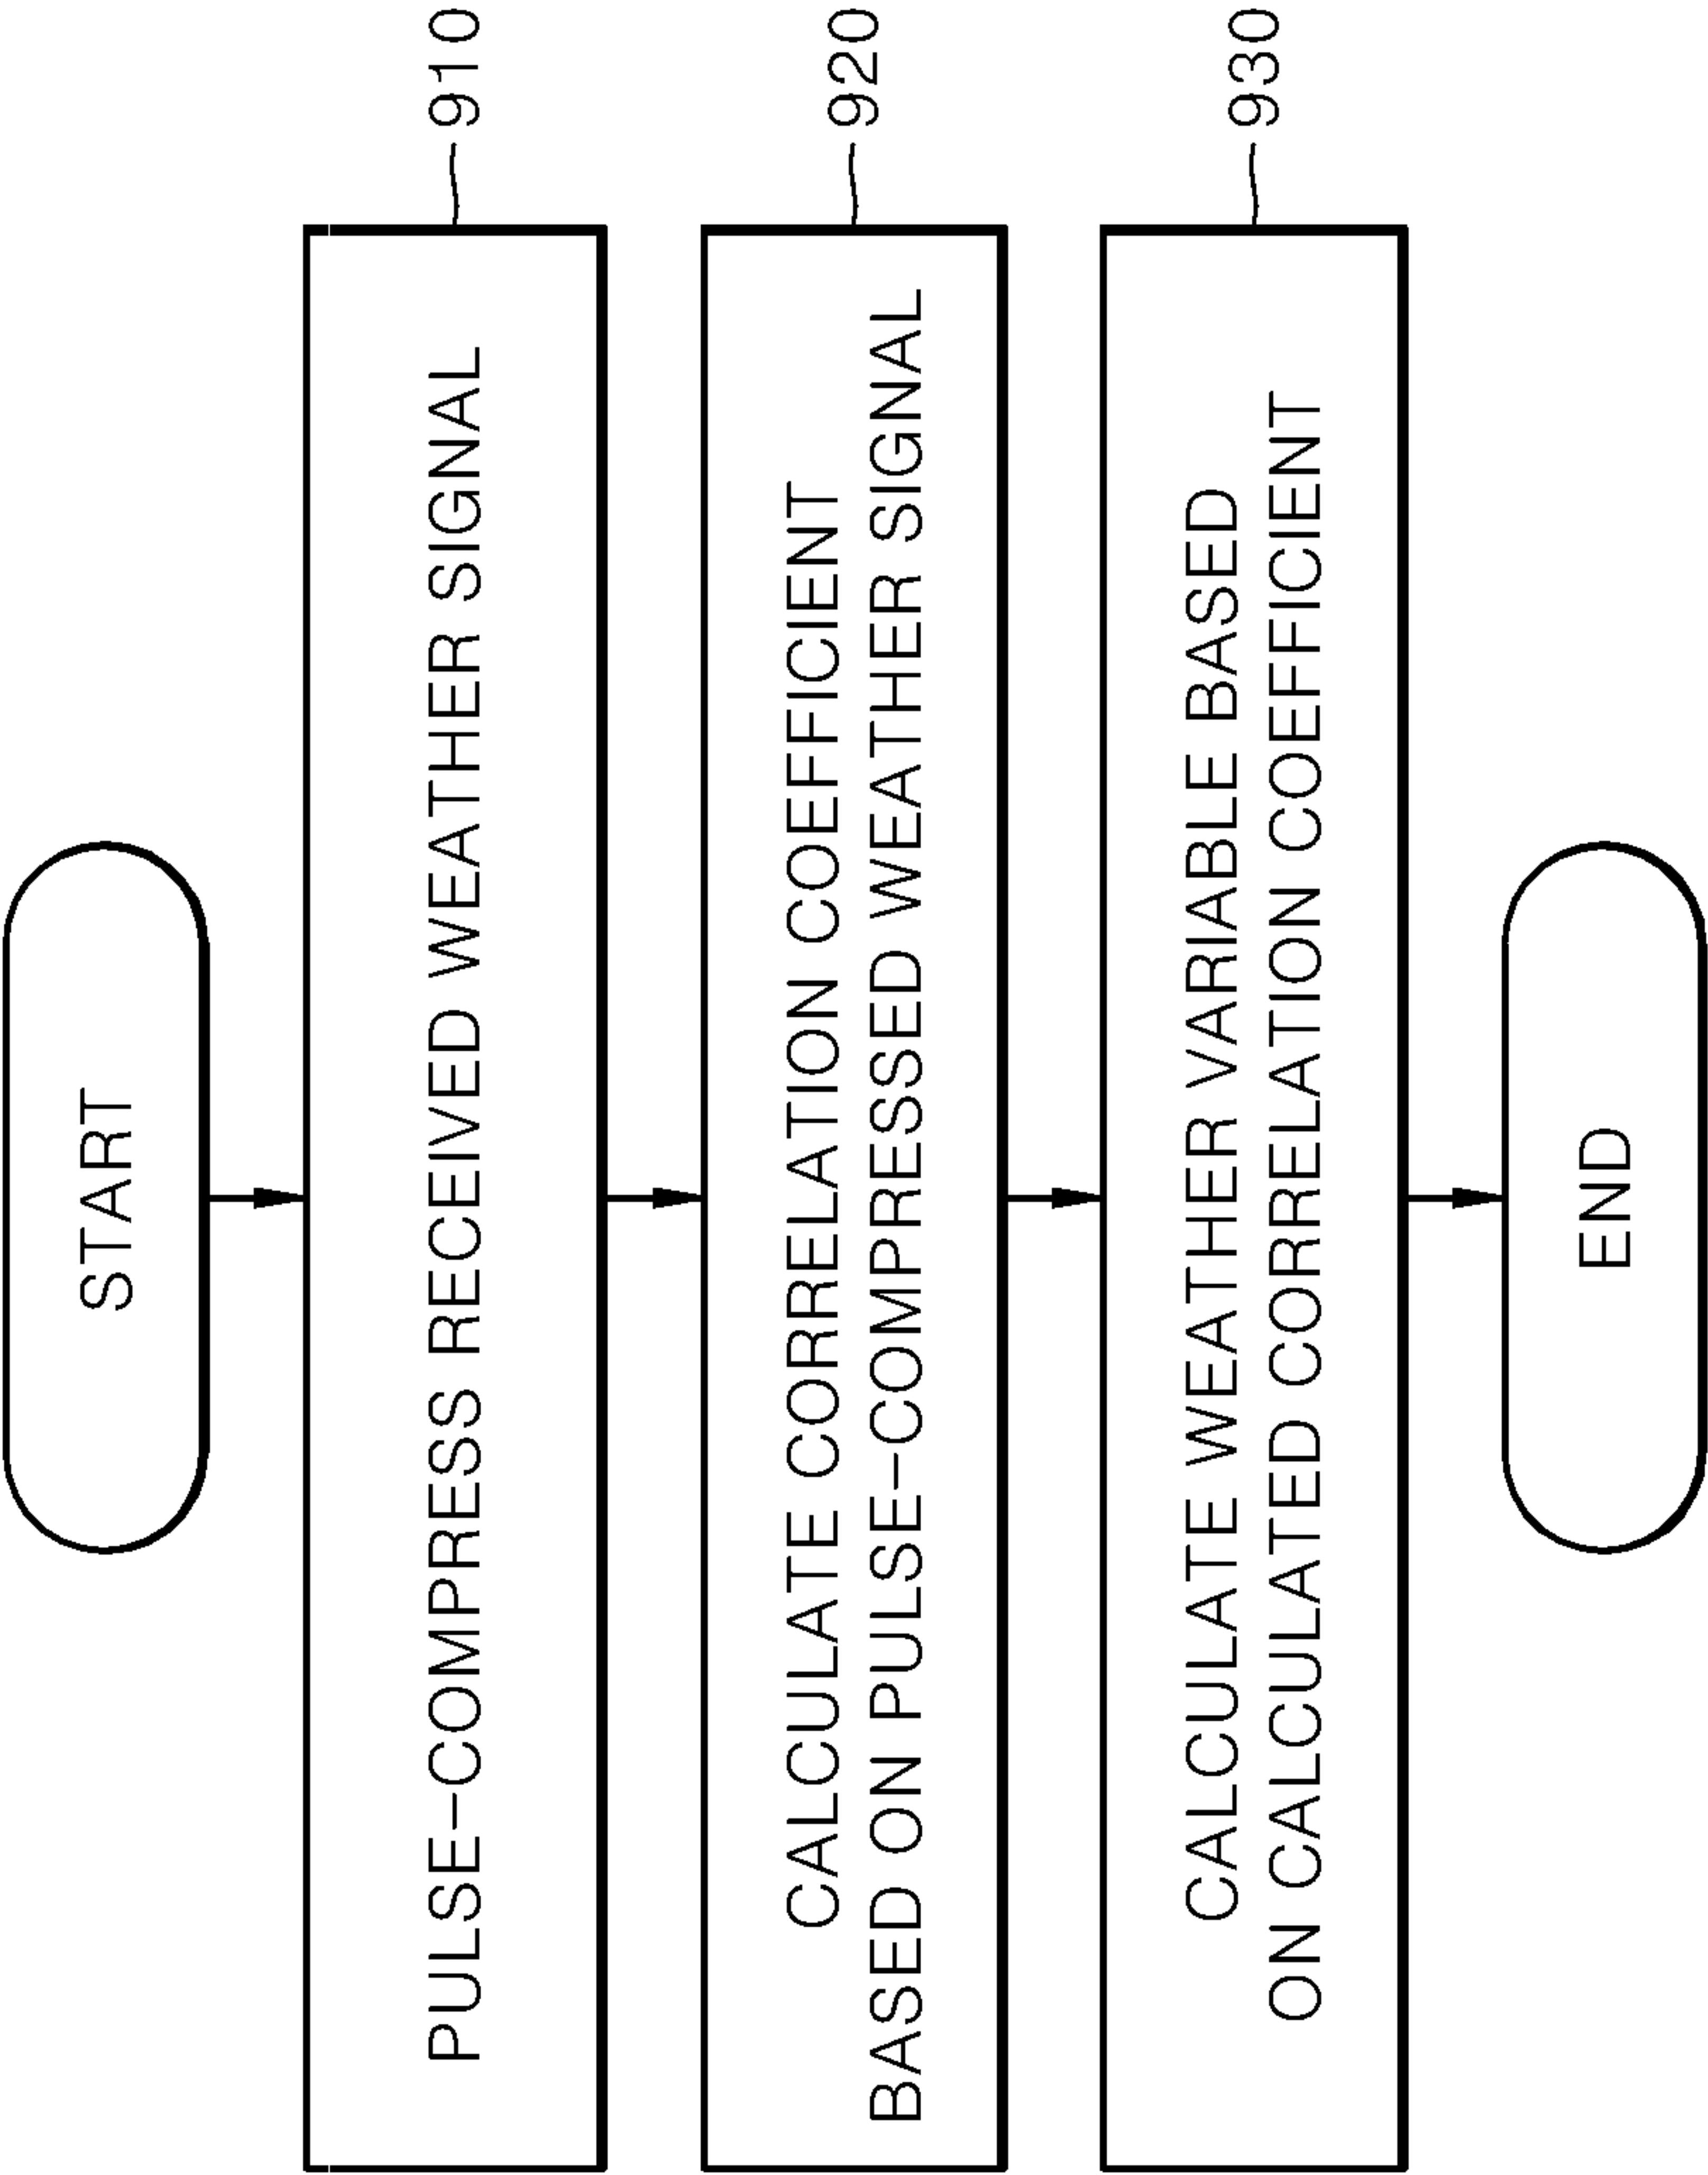 START
PULSE-COMPRESS RECEIVED WEATHER SIGNAL
910
CALCULATE CORRELATION COEFFICIENT
BASED ON PULSE-COMPRESSED WEATHER SIGNAL
920
CALCULATE WEATHER VARIABLE BASED
ON CALCULATED CORRELATION COEFFICIENT
930
END